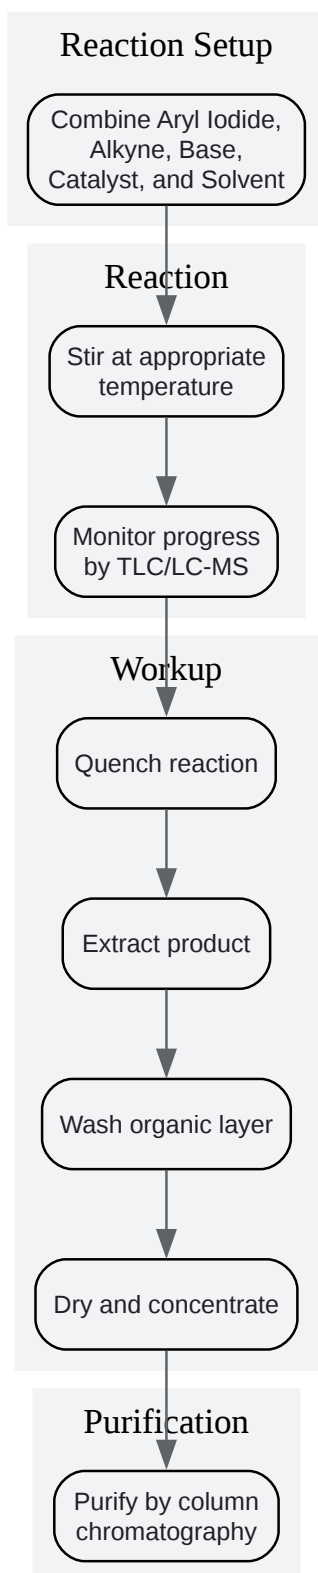 Reaction Setup
Combine Aryl Iodide,
Alkyne, Base,
Catalyst, and Solvent
Reaction
Stir at appropriate
temperature
Monitor progress
by TLC/LC-MS
Workup
Quench reaction
Extract product
Wash organic layer
Dry and concentrate
Purification
Purify by column
chromatography